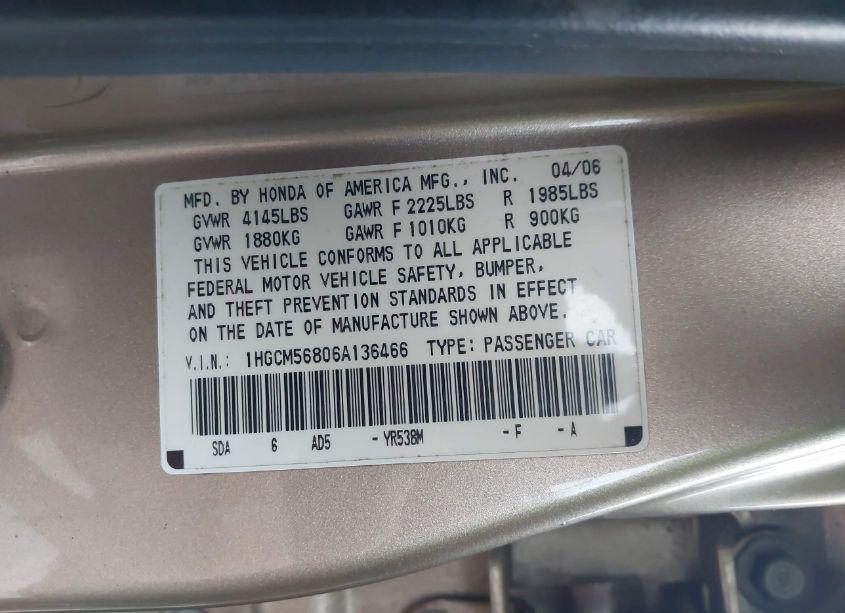 MFD. BY HONDA OF AMERICA MFG., INC. 04/06
GVWR 4145LBS GAWR F 2225LBS R 1985LBS
GVWR 1880KG GAWR F 1010KG R 900KG
THIS VEHICLE CONFORMS TO ALL APPLICABLE
FEDERAL MOTOR VEHICLE SAFETY, BUMPER,
AND THEFT PREVENTION STANDARDS IN EFFECT
ON THE DATE OF MANUFACTURE SHOWN ABOVE.
V.I.N.: 1HGCM56806A136466 TYPE: PASSENGER CAR
SDA 6 AD5 - YR538M - F - A